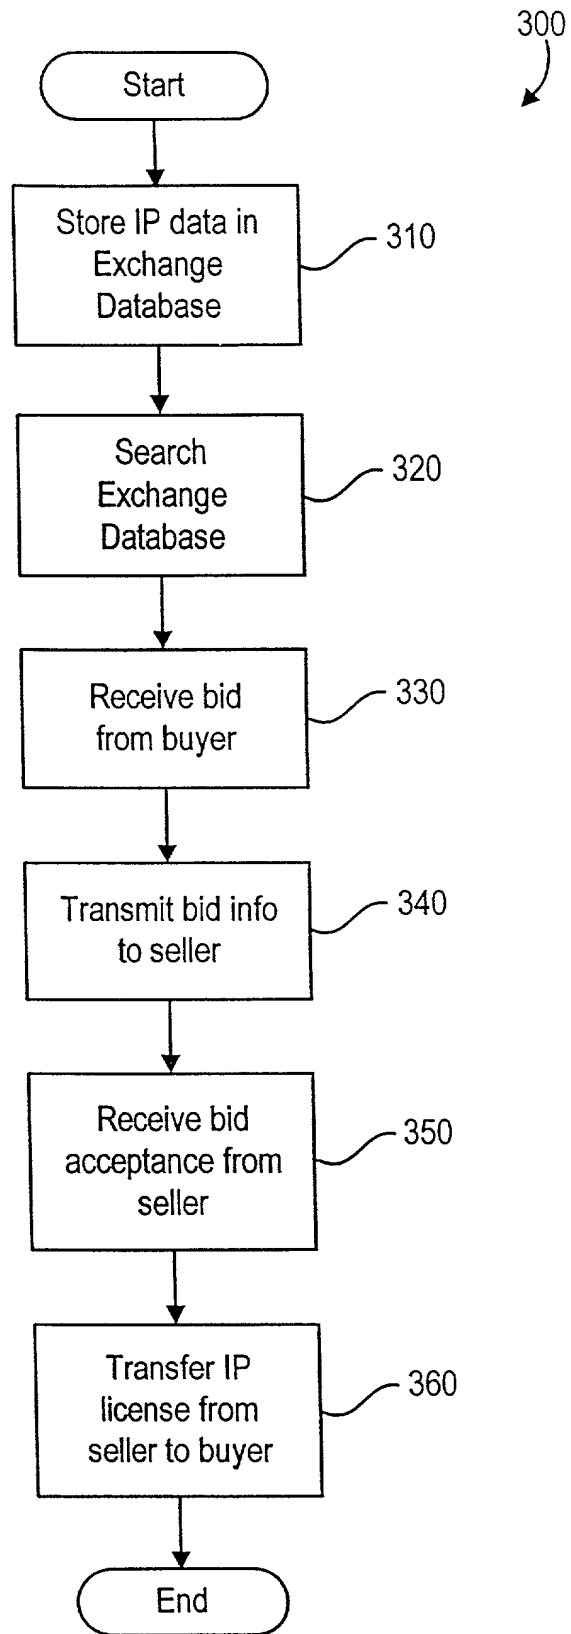 300
Start
Store IP data in
Exchange
Database
310
Search
Exchange
Database
320
Receive bid
from buyer
330
Transmit bid info
to seller
340
Receive bid
acceptance from
seller
350
Transfer IP
license from
seller to buyer
360
End